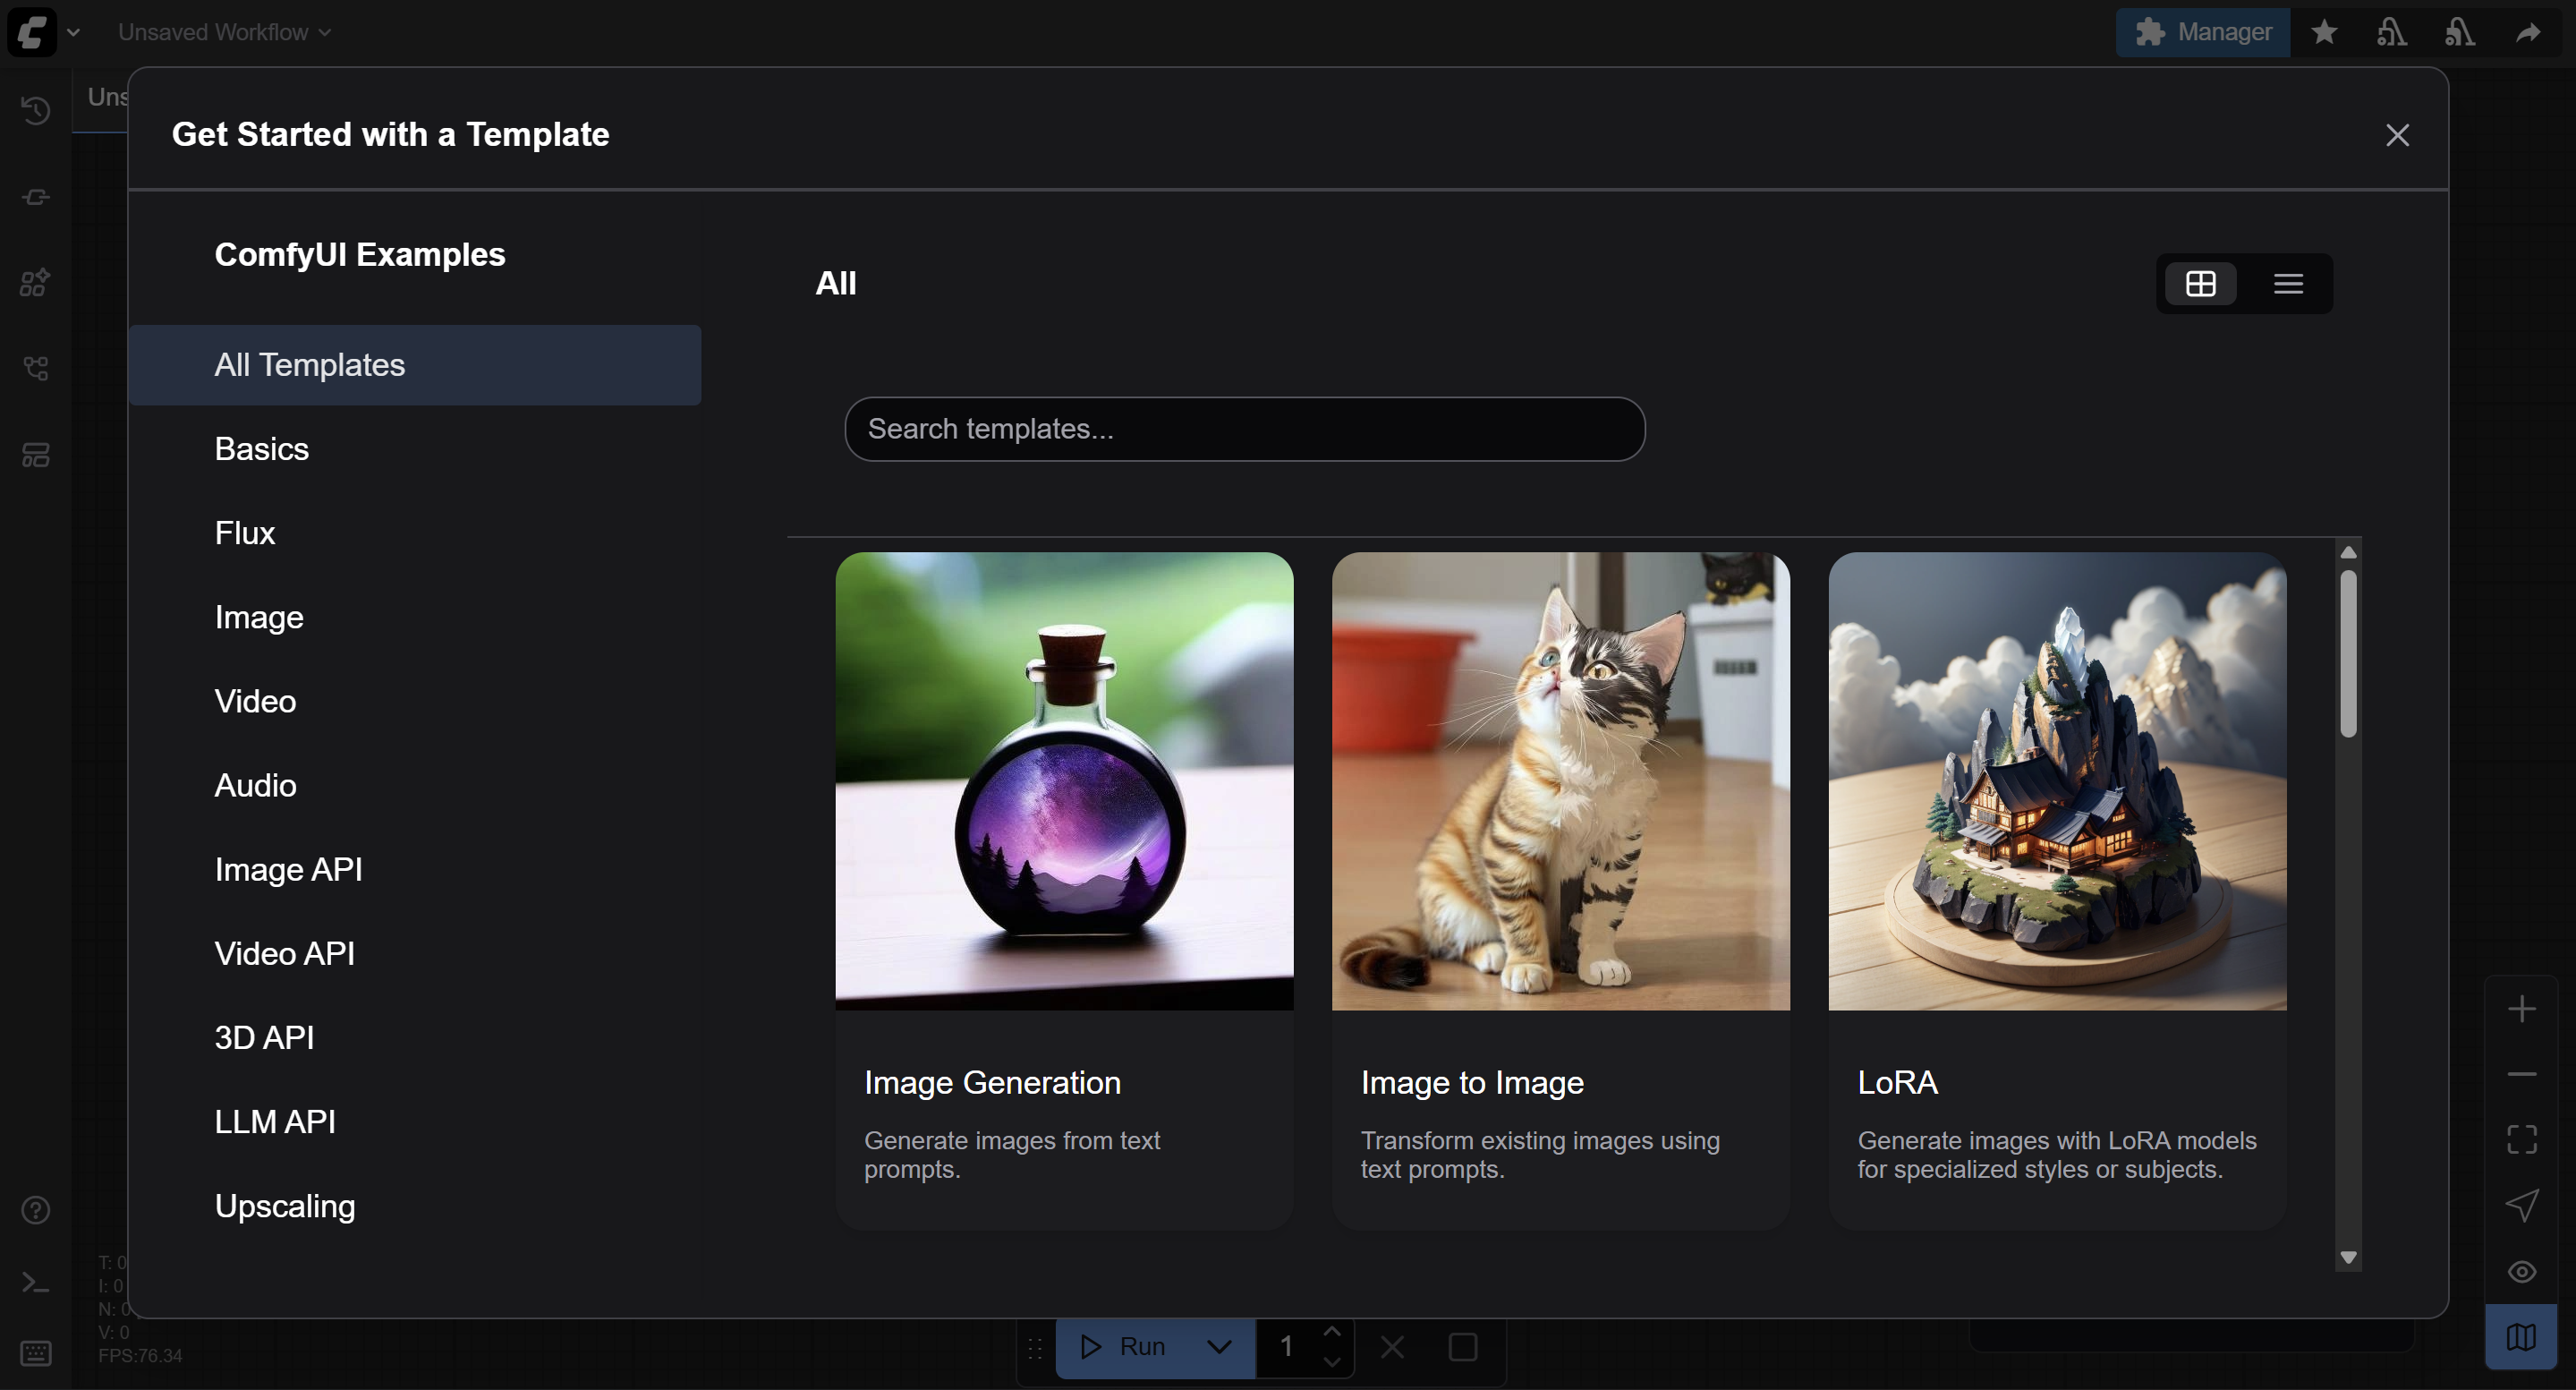 Unsaved Workflow
Manager
Uns
Get Started with a Template
ComfyUI Examples
All Templates
Basics
Flux
Image
Video
Audio
Image API
Video API
3D API
LLM API
Upscaling
All
Search templates...
Image Generation
Generate images from text
prompts.
Image to Image
Transform existing images using
text prompts.
LoRA
Generate images with LoRA models
for specialized styles or subjects.
T: 0
I: 0
N: 0
V: 0
FPS:76.34
Run
1